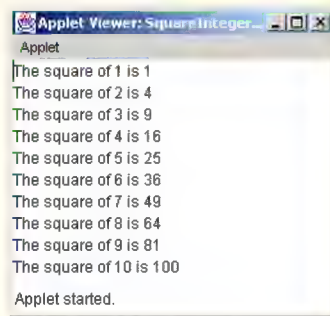 Applet Viewer: SquareInteger...
Applet
The square of 1 is 1
The square of 2 is 4
The square of 3 is 9
The square of 4 is 16
The square of 5 is 25
The square of 6 is 36
The square of 7 is 49
The square of 8 is 64
The square of 9 is 81
The square of 10 is 100
Applet started.